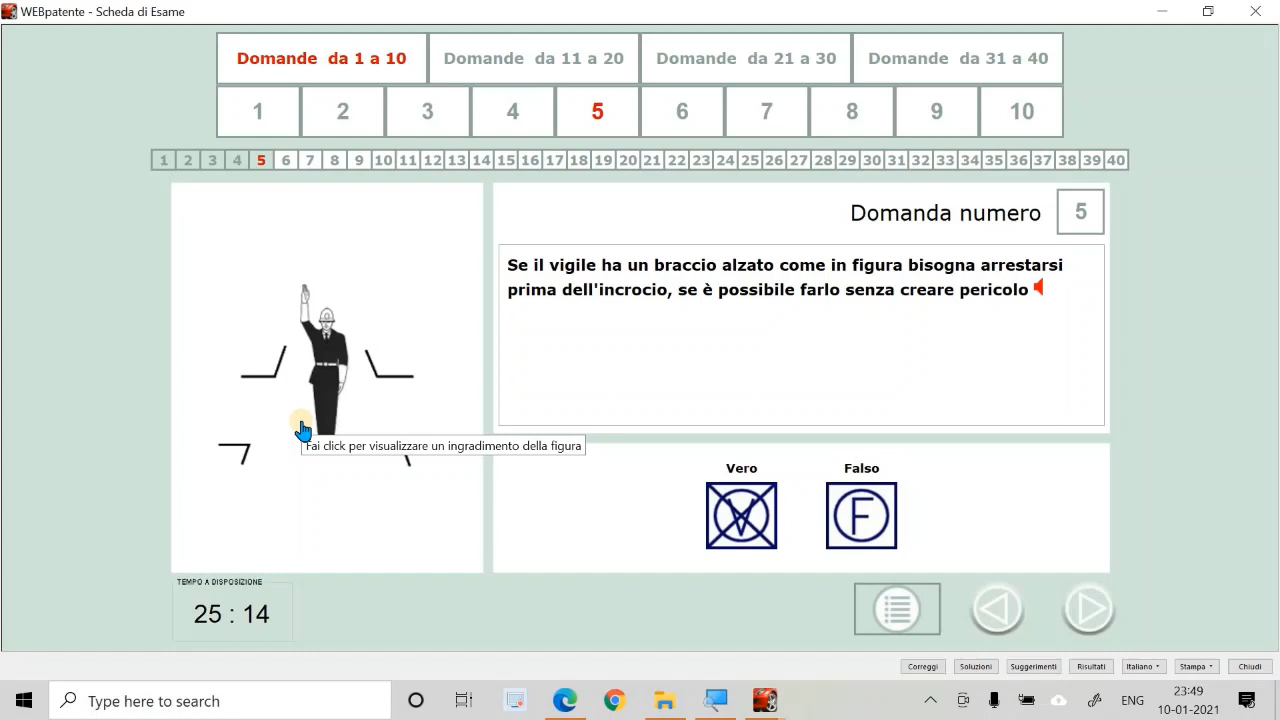 WEBpatente - Scheda di Esame
Domande da 1 a 10
Domande da 11 a 20
Domande da 21 a 30
Domande da 31 a 40
1 2 3 4 5 6 7 8 9 10
1 2 3 4 5 6 7 8 9 10 11 12 13 14 15 16 17 18 19 20 21 22 23 24 25 26 27 28 29 30 31 32 33 34 35 36 37 38 39 40
Domanda numero 5
Se il vigile ha un braccio alzato come in figura bisogna arrestarsi
prima dell'incrocio, se è possibile farlo senza creare pericolo
Fai click per visualizzare un ingradimento della figura
Vero Falso
V F
TEMPO A DISPOSIZIONE
25 : 14
Correggi Soluzioni Suggerimenti Risultati Italiano Stampa Chiudi
Type here to search
ENG
23:49
10-01-2021